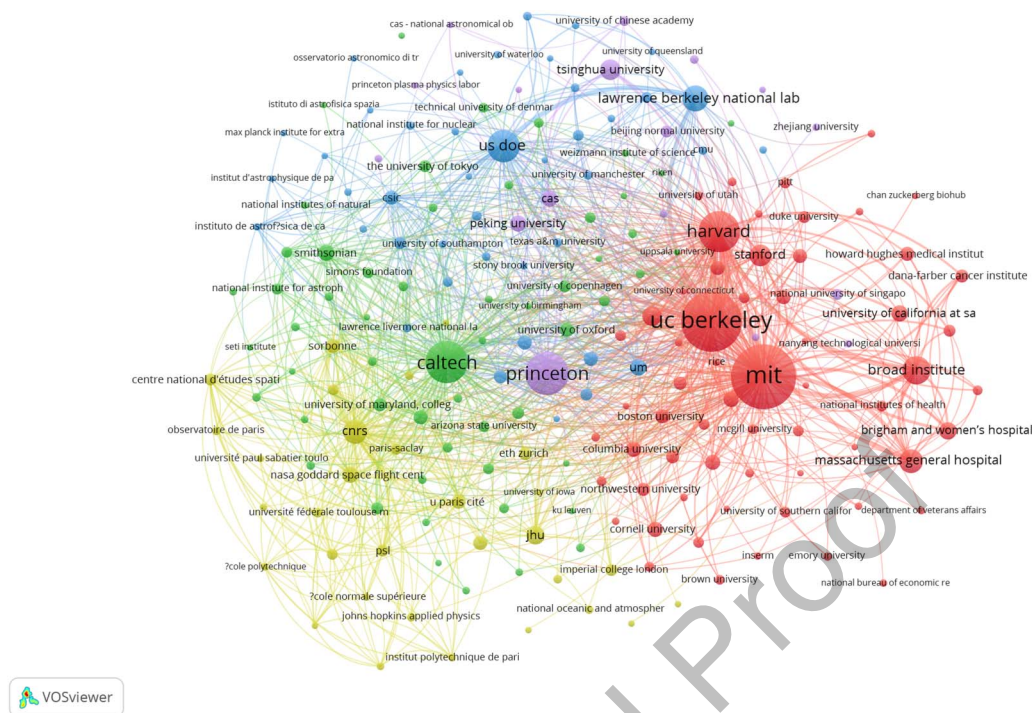 cas - national astronomical ob
university of chinese academy
osservatorio astronomico di tr
university of waterloo
university of queensland
tsinghua university
princeton plasma physics labor
lawrence berkeley national lab
istituto di astrofisica spazia
technical university of denmar
max planck institute for extra
national institute for nuclear
beijing normal university
zhejiang university
us doe
weizmann institute of science
cmu
the university of tokyo
university of manchester
riken
institut d'astrophysique de pa
csic
cas
university of utah
pitt
chan zuckerberg biohub
national institutes of natural
peking university
duke university
instituto de astrof?sica de ca
harvard
university of southampton
texas a&m university
uppsala university
smithsonian
stanford
howard hughes medical institut
simons foundation
stony brook university
dana-farber cancer institute
national institute for astroph
university of copenhagen
university of connecticut
national university of singapo
university of birmingham
university of california at sa
lawrence livermore national la
university of oxford
uc berkeley
seti institute
sorbonne
nanyang technological universi
caltech
princeton
um
rice
mit
broad institute
centre national d'études spati
university of maryland, colleg
national institutes of health
observatoire de paris
cnrs
arizona state university
boston university
mcgill university
brigham and women's hospital
paris-saclay
eth zurich
columbia university
université paul sabatier toulo
massachusetts general hospital
nasa goddard space flight cent
university of iowa
northwestern university
université fédérale toulouse m
u paris cité
ku leuven
university of southern califor
department of veterans affairs
cornell university
jhu
psl
inserm
emory university
?cole polytechnique
imperial college london
brown university
national bureau of economic re
?cole normale supérieure
national oceanic and atmospher
johns hopkins applied physics
institut polytechnique de pari
VOSviewer
Proof